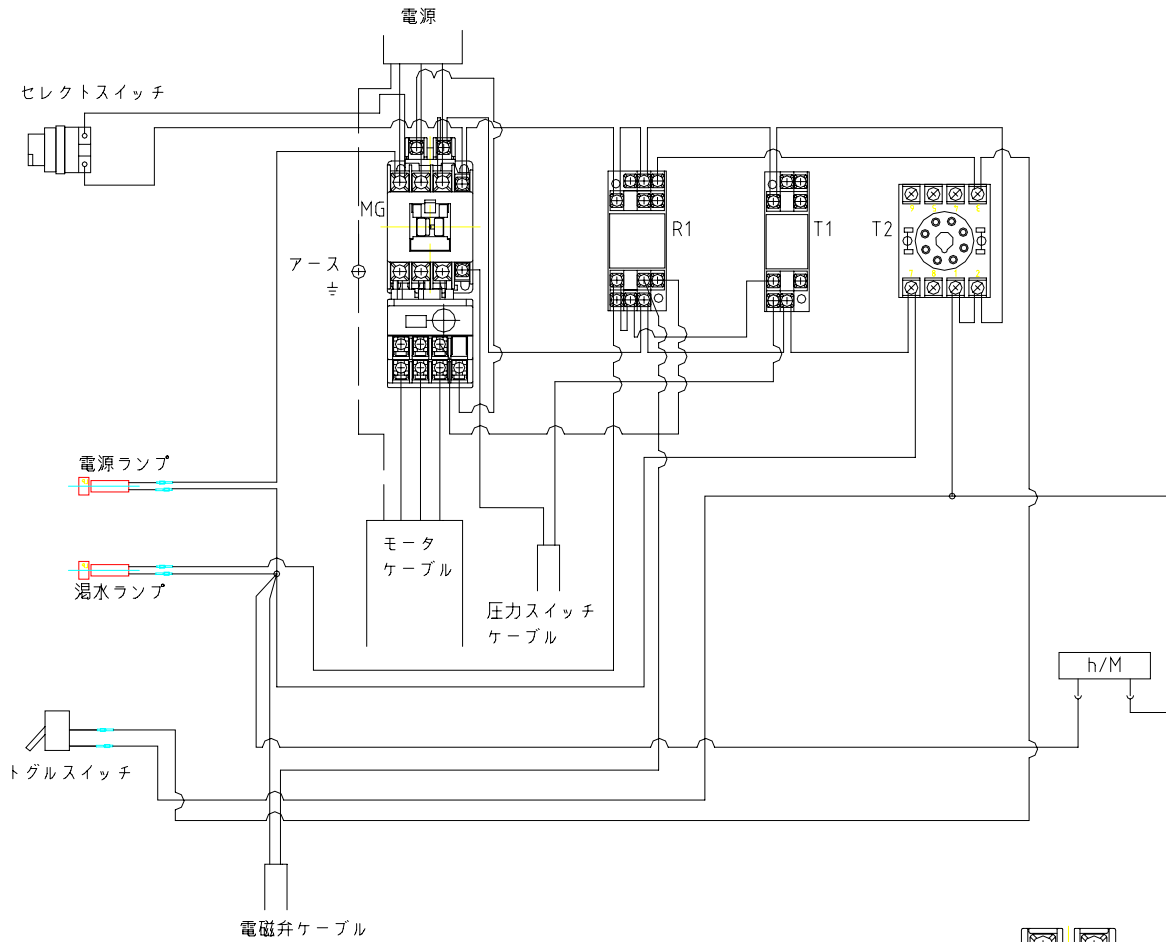 電源
セレクトスイッチ
MG
R1
T1
T2
アース
電源ランプ
渇水ランプ
モータ
ケーブル
圧力スイッチ
ケーブル
h/M
トグルスイッチ
電磁弁ケーブル